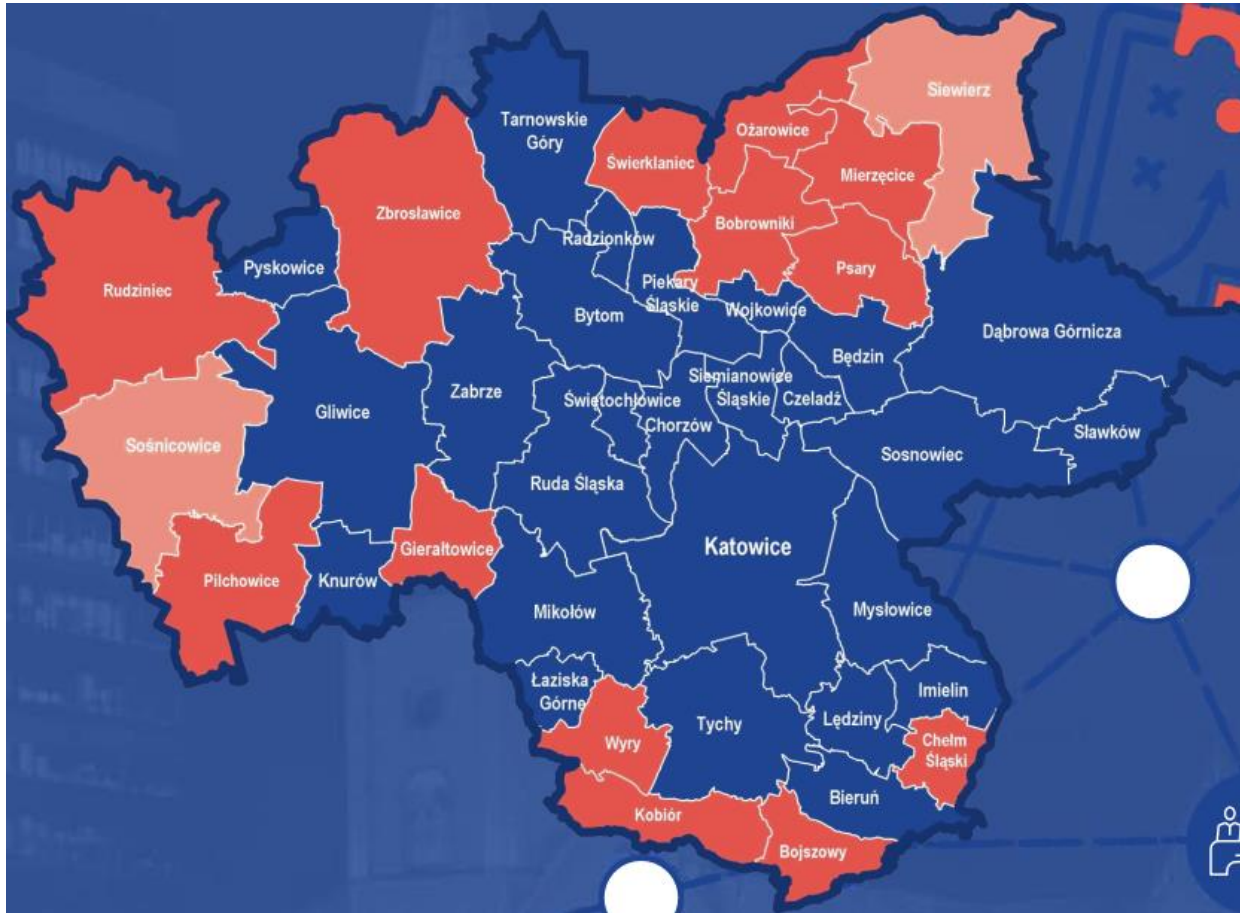 Siewierz
Tarnowskie
Góry
Ożarowice
Świerklaniec
Mierzęcice
Zbrosławice
Bobrowniki
Radzionków
Pyskowice
Psary
Piekary
Śląskie
Rudziniec
Wojkowice
Bytom
Dąbrowa Górnicza
Będzin
Siemianowice
Śląskie
Zabrze
Świętochłowice
Czeladź
Gliwice
Chorzów
Sławków
Sośnicowice
Sosnowiec
Ruda Śląska
Katowice
Gierałtowice
Pilchowice
Knurów
Mikołów
Mysłowice
Łaziska
Górne
Imielin
Lędziny
Tychy
Wyry
Chełm
Śląski
Bieruń
Kobiór
Bojszowy